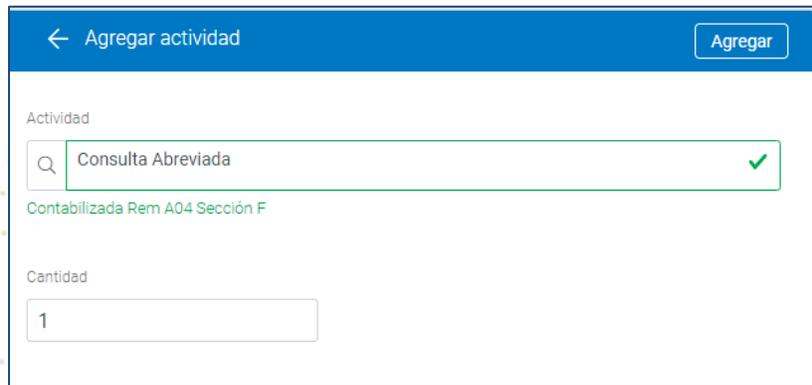 Agregar actividad
Agregar
Actividad
Consulta Abreviada
Contabilizada Rem A04 Sección F
Cantidad
1